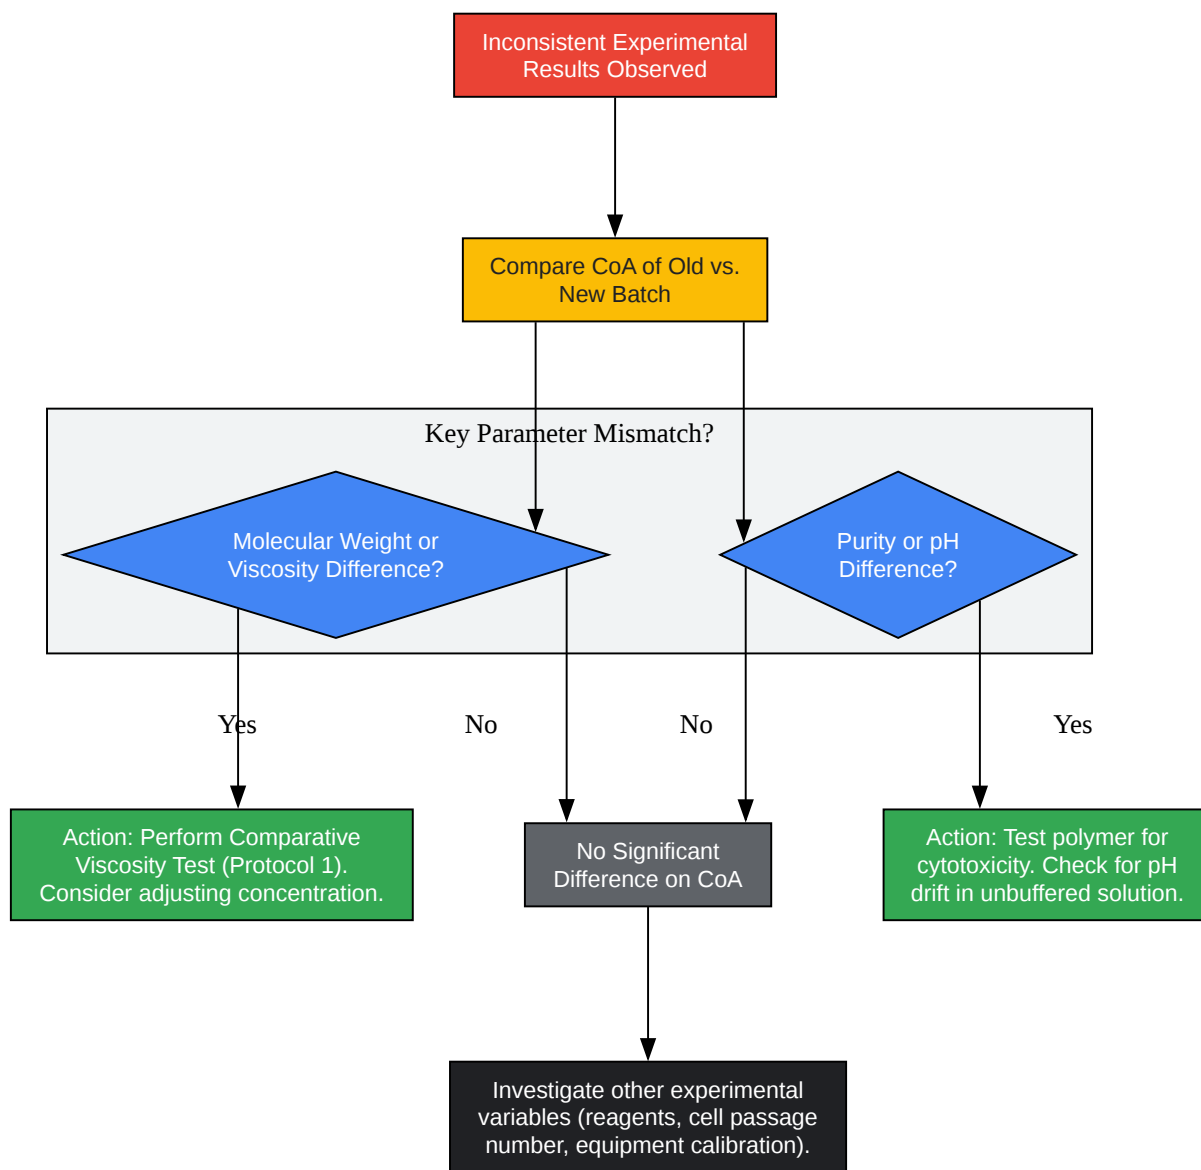 Inconsistent Experimental
Results Observed
Compare CoA of Old vs.
New Batch
Key Parameter Mismatch?
Molecular Weight or
Viscosity Difference?
Purity or pH
Difference?
Yes
No
No
Yes
Action: Perform Comparative
Viscosity Test (Protocol 1).
Consider adjusting concentration.
No Significant
Difference on CoA
Action: Test polymer for
cytotoxicity. Check for pH
drift in unbuffered solution.
Investigate other experimental
variables (reagents, cell passage
number, equipment calibration).